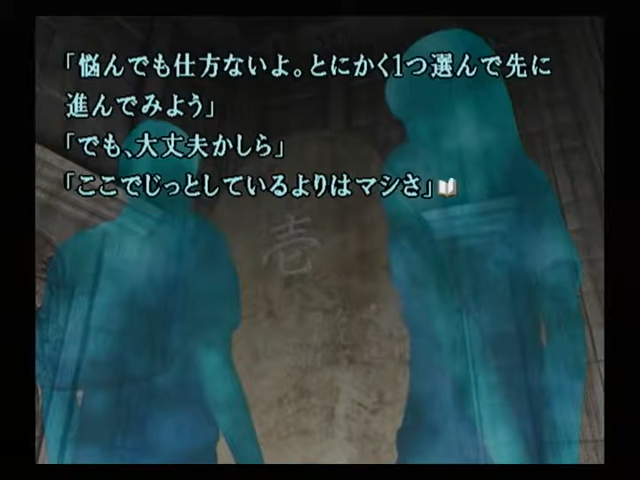 「悩んでも仕方ないよ。とにかく1つ選んで先に
進んでみよう」
「でも、大丈夫かしら」
「ここでじっとしているよりはマシさ」
壱